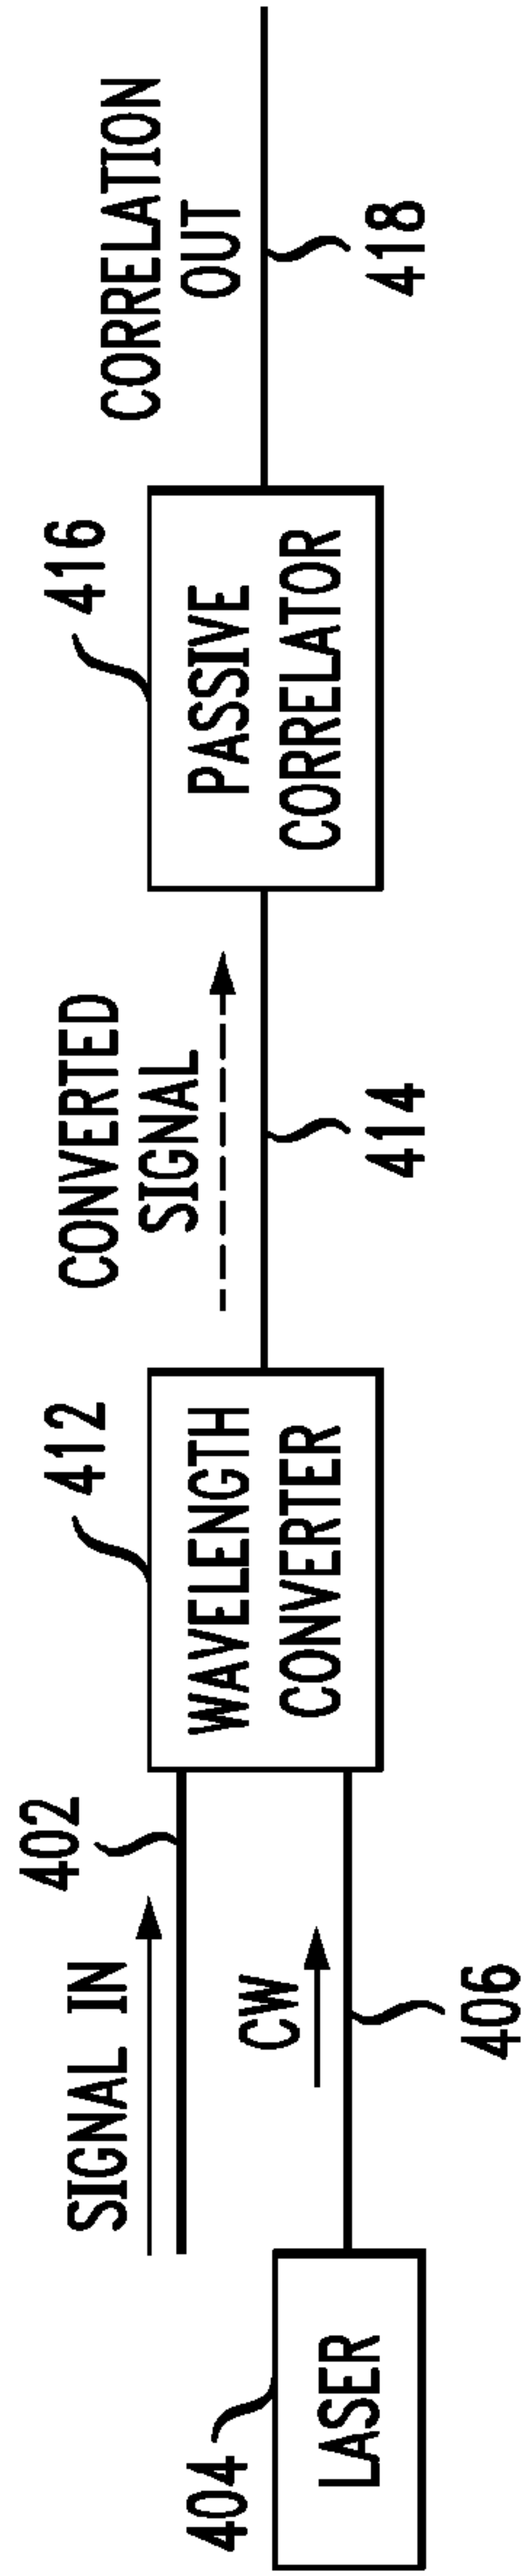 404
LASER
SIGNAL IN
402
CW
406
412
WAVELENGTH
CONVERTER
CONVERTED
SIGNAL
414
416
PASSIVE
CORRELATOR
CORRELATION
OUT
418